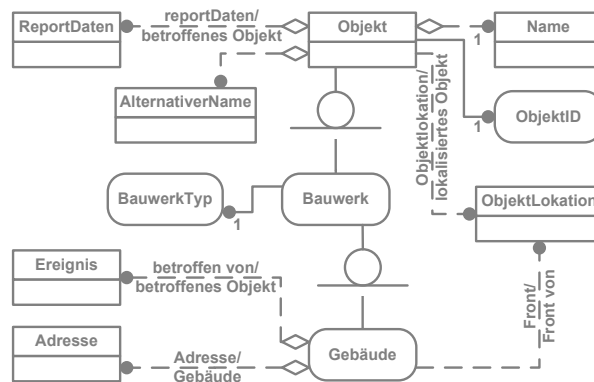 ReportDaten
reportDaten/
betroffenes Objekt
Objekt
Name
1
AlternativerName
Objektlokation/
lokalisiertes Objekt
ObjektID
1
BauwerkTyp
1
Bauwerk
ObjektLokation
Ereignis
betroffen von/
betroffenes Objekt
Front/
Front von
Adresse
Adresse/
Gebäude
Gebäude